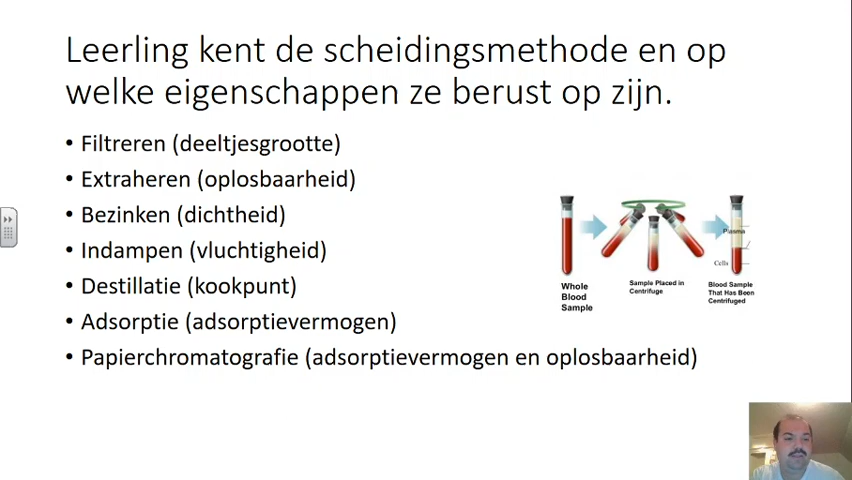 Leerling kent de scheidingsmethode en op
welke eigenschappen ze berust op zijn.
• Filtreren (deeltjesgrootte)
• Extraheren (oplosbaarheid)
• Bezinken (dichtheid)
• Indampen (vluchtigheid)
• Destillatie (kookpunt)
• Adsorptie (adsorptievermogen)
• Papierchromatografie (adsorptievermogen en oplosbaarheid)
Whole
Blood
Sample
Sample Placed in
Centrifuge
Plasma
Cells
Blood Sample
That Has Been
Centrifuged